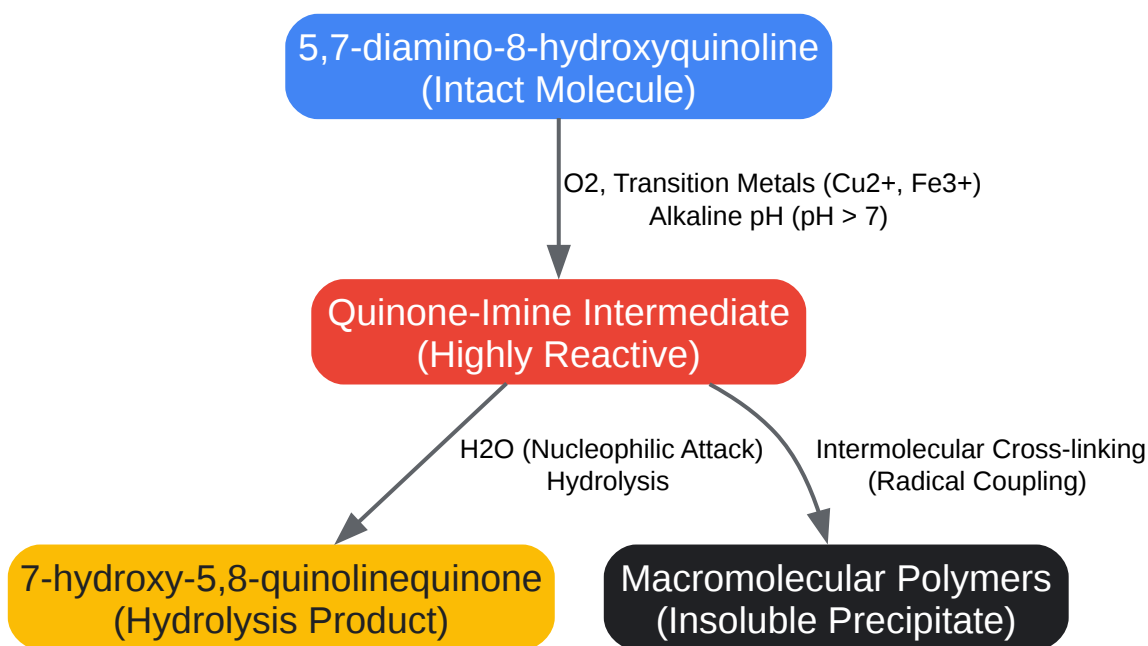 5,7-diamino-8-hydroxyquinoline
(Intact Molecule)
O2, Transition Metals (Cu2+, Fe3+)
Alkaline pH (pH > 7)
Quinone-Imine Intermediate
(Highly Reactive)
H2O (Nucleophilic Attack)
Hydrolysis
Intermolecular Cross-linking
(Radical Coupling)
7-hydroxy-5,8-quinolinequinone
(Hydrolysis Product)
Macromolecular Polymers
(Insoluble Precipitate)